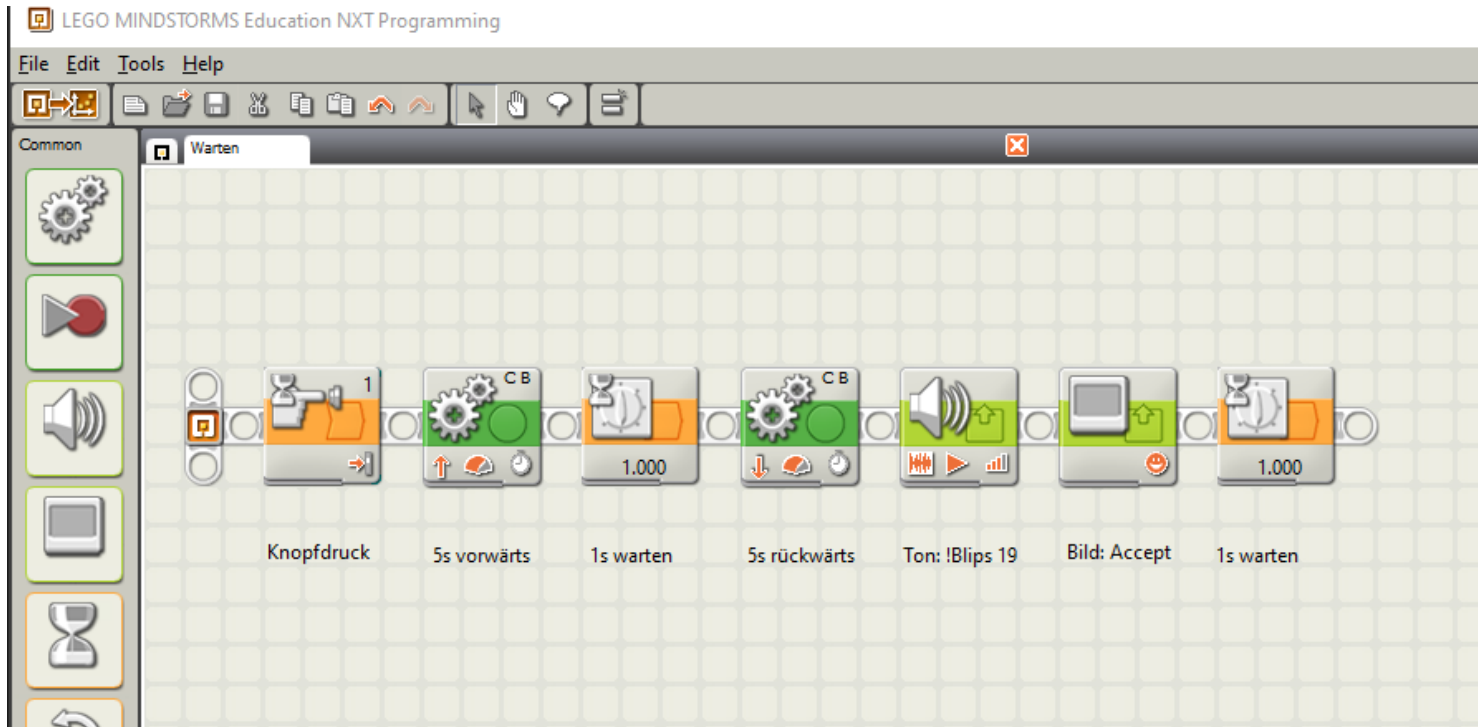 LEGO MINDSTORMS Education NXT Programming
File Edit Tools Help
Common
Warten
1
C B
1.000
C B
1.000
Knopfdruck
5s vorwärts
1s warten
5s rückwärts
Ton: !Blips 19
Bild: Accept
1s warten